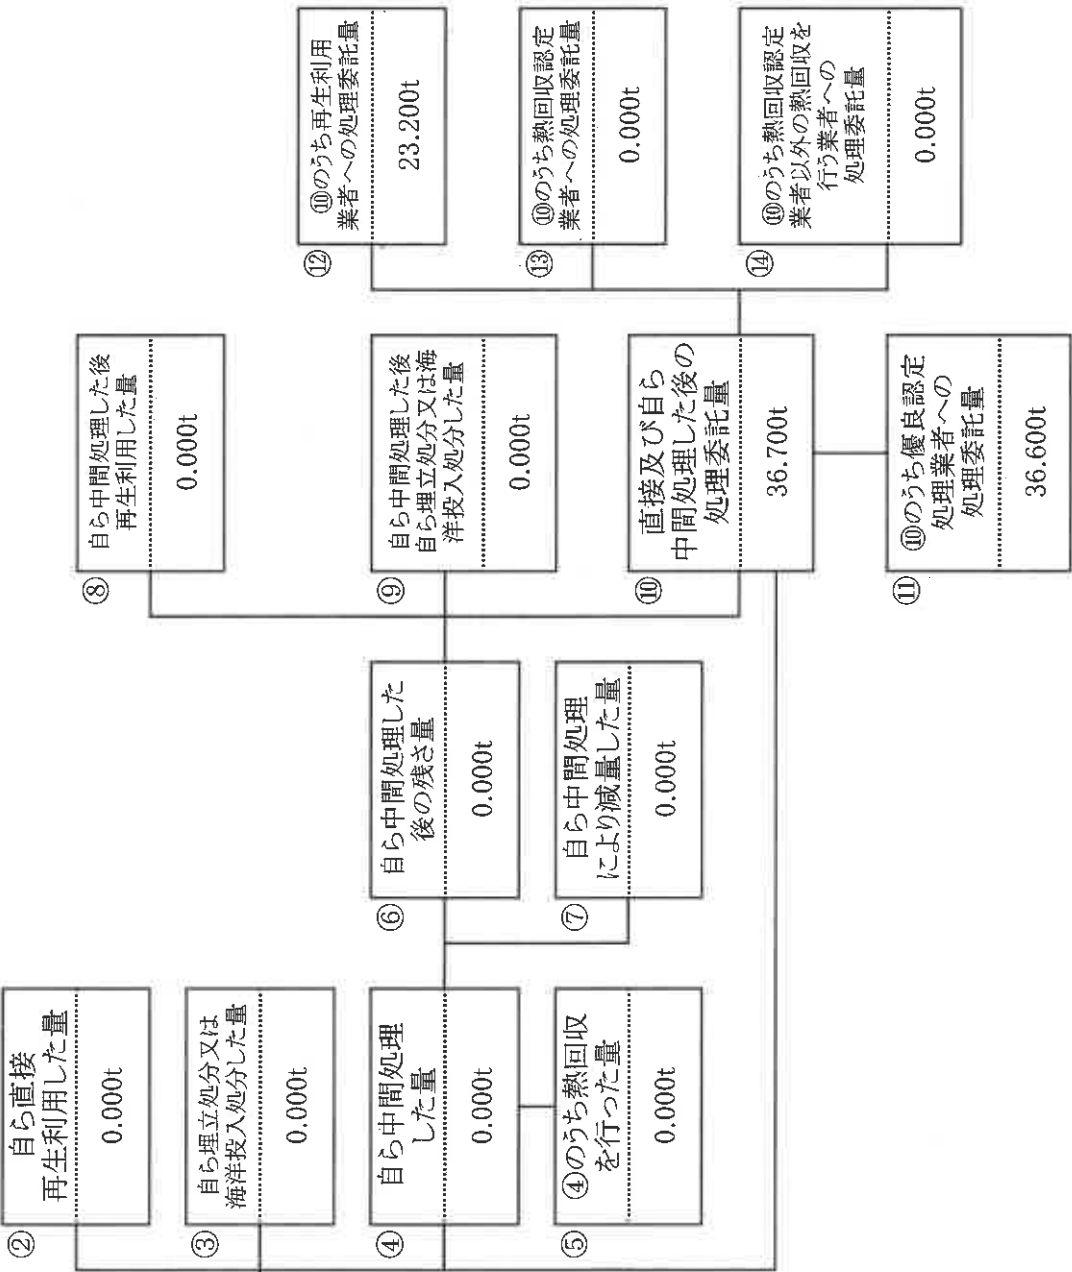 ②
自ら直接
再生利用した量
0.000t
③
自ら埋立処分又は
海洋投入処分した量
0.000t
④
自ら中間処理
した量
0.000t
⑤
④のうち熱回収
を行った量
0.000t
⑥
自ら中間処理した
後の残さ量
0.000t
⑦
自ら中間処理
により減量した量
0.000t
⑧
自ら中間処理した後
再生利用した量
0.000t
⑨
自ら中間処理した後
自ら埋立処分又は海
洋投入処分した量
0.000t
⑩
直接及び自ら
中間処理した後の
処理委託量
36.700t
⑪
⑩のうち優良認定
処理業者への
処理委託量
36.600t
⑫
⑩のうち再生利用
業者への処理委託量
23.200t
⑬
⑩のうち熱回収認定
業者への処理委託量
0.000t
⑭
⑩のうち熱回収認定
業者以外の熱回収を
行う業者への
処理委託量
0.000t